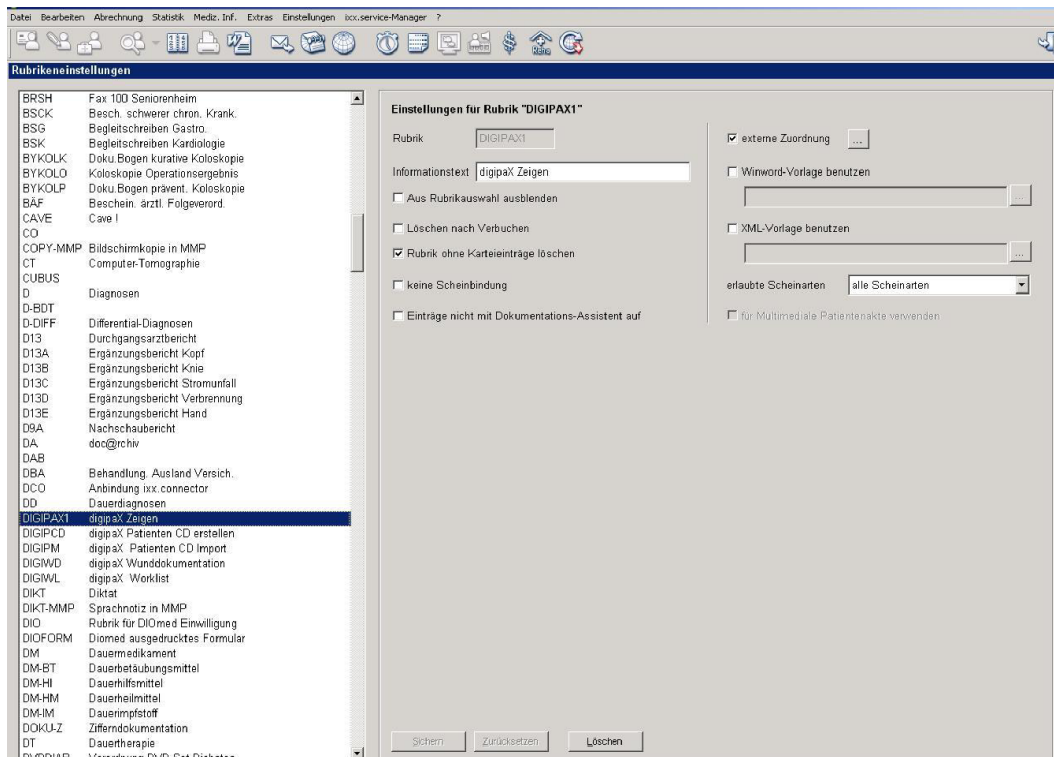 Datei Bearbeiten Abrechnung Statistik Mediz. Inf. Extras Einstellungen ixx.service-Manager ?
Rubrikeneinstellungen
BRSH Fax 100 Seniorenheim
BSCK Besch. schwerer chron. Krank.
BSG Begleitschreiben Gastro.
BSK Begleitschreiben Kardiologie
BYKOLK Doku.Bogen kurative Koloskopie
BYKOLO Koloskopie Operationsergebnis
BYKOLP Doku.Bogen prävent. Koloskopie
BÄF Beschein. ärztl. Folgeverord.
CAVE Cave !
CO
COPY-MMP Bildschirmkopie in MMP
CT Computer-Tomographie
CUBUS
D Diagnosen
D-BDT
D-DIFF Differential-Diagnosen
D13 Durchgangsarztbericht
D13A Ergänzungsbericht Kopf
D13B Ergänzungsbericht Knie
D13C Ergänzungsbericht Stromunfall
D13D Ergänzungsbericht Verbrennung
D13E Ergänzungsbericht Hand
D9A Nachschaubericht
DA doc@rchiv
DAB
DBA Behandlung. Ausland Versich.
DCO Anbindung ixx.connector
DD Dauerdiagnosen
DIGIPAX1 digipaX Zeigen
DIGIPCD digipaX Patienten CD erstellen
DIGIPM digipaX Patienten CD Import
DIGIWD digipaX Wunddokumentation
DIGIWL digipaX Worklist
DIKT Diktat
DIKT-MMP Sprachnotiz in MMP
DIO Rubrik für DIOmed Einwilligung
DIOFORM Diomed ausgedrucktes Formular
DM Dauermedikament
DM-BT Dauerbetäubungsmittel
DM-HI Dauerhilfsmittel
DM-HM Dauerheilmittel
DM-IM Dauerimpfstoff
DOKU-Z Zifferndokumentation
DT Dauertherapie
Einstellungen für Rubrik "DIGIPAX1"
Rubrik DIGIPAX1
Informationstext digipaX Zeigen
Aus Rubrikauswahl ausblenden
Löschen nach Verbuchen
Rubrik ohne Karteieinträge löschen
keine Scheinbindung
Einträge nicht mit Dokumentations-Assistent auf
externe Zuordnung ...
Winword-Vorlage benutzen
...
XML-Vorlage benutzen
...
erlaubte Scheinarten alle Scheinarten
für Multimediale Patientenakte verwenden
Sichern Zurücksetzen Löschen